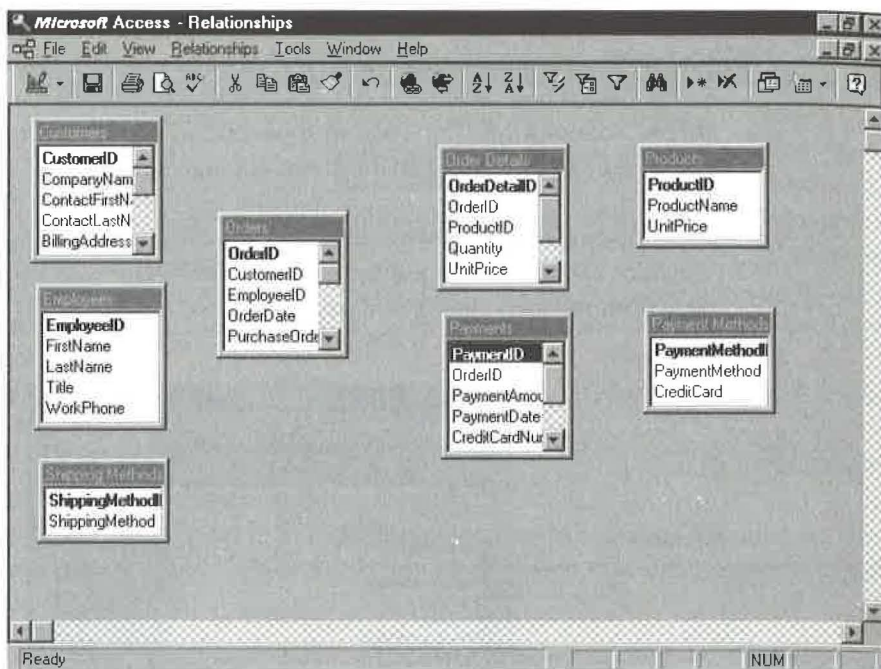 Microsoft Access - Relationships
File Edit View Relationships Tools Window Help
Customers
CustomerID
CompanyNam
ContactFirstN
ContactLastN
BillingAddress
Employees
EmployeeID
FirstName
LastName
Title
WorkPhone
Shipping Methods
ShippingMethodI
ShippingMethod
Orders
OrderID
CustomerID
EmployeeID
OrderDate
PurchaseOrde
Order Details
OrderDetailID
OrderID
ProductID
Quantity
UnitPrice
Payments
PaymentID
OrderID
PaymentAmou
PaymentDate
CreditCardNur
Products
ProductID
ProductName
UnitPrice
Payment Methods
PaymentMethodI
PaymentMethod
CreditCard
Ready
NUM